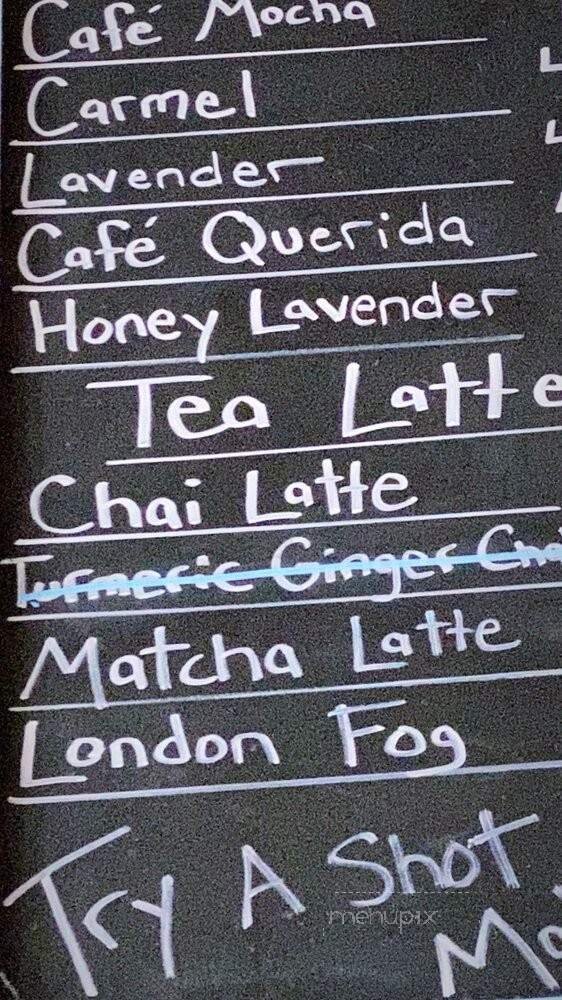 Café Mocha
Carmel
Lavender
Café Querida
Honey Lavender
Tea Latte
Chai Latte
Turmeric Ginger Cha
Matcha Latte
London Fog
Try A Shot
menupix